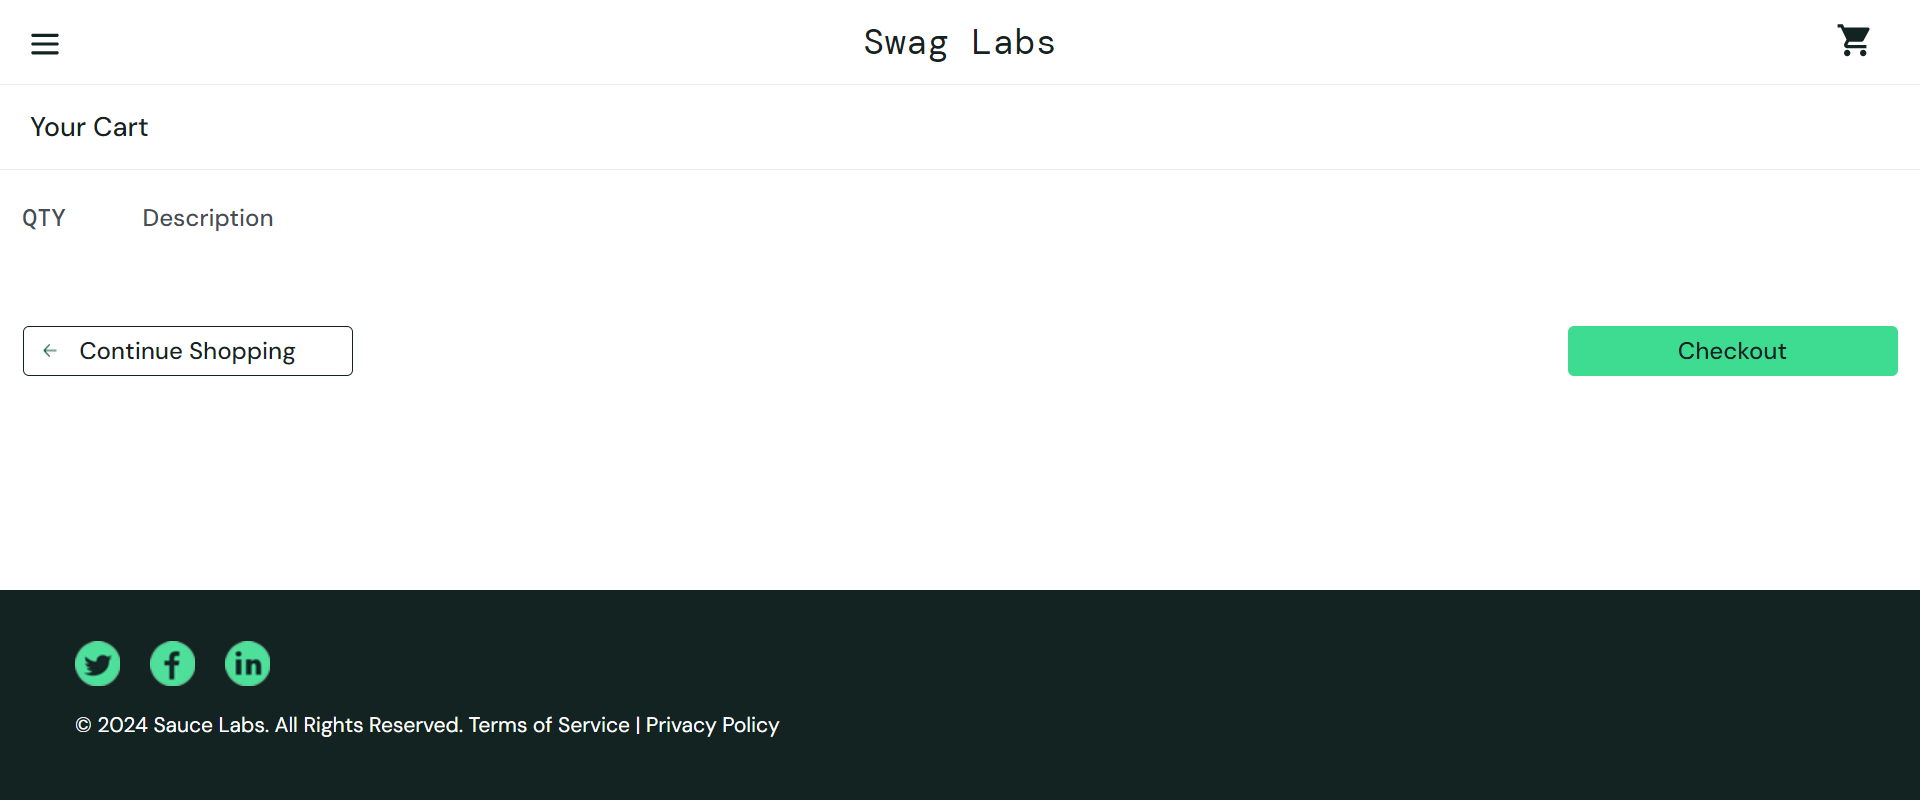 Swag Labs
Your Cart
QTY Description
Continue Shopping
Checkout
© 2024 Sauce Labs. All Rights Reserved. Terms of Service | Privacy Policy